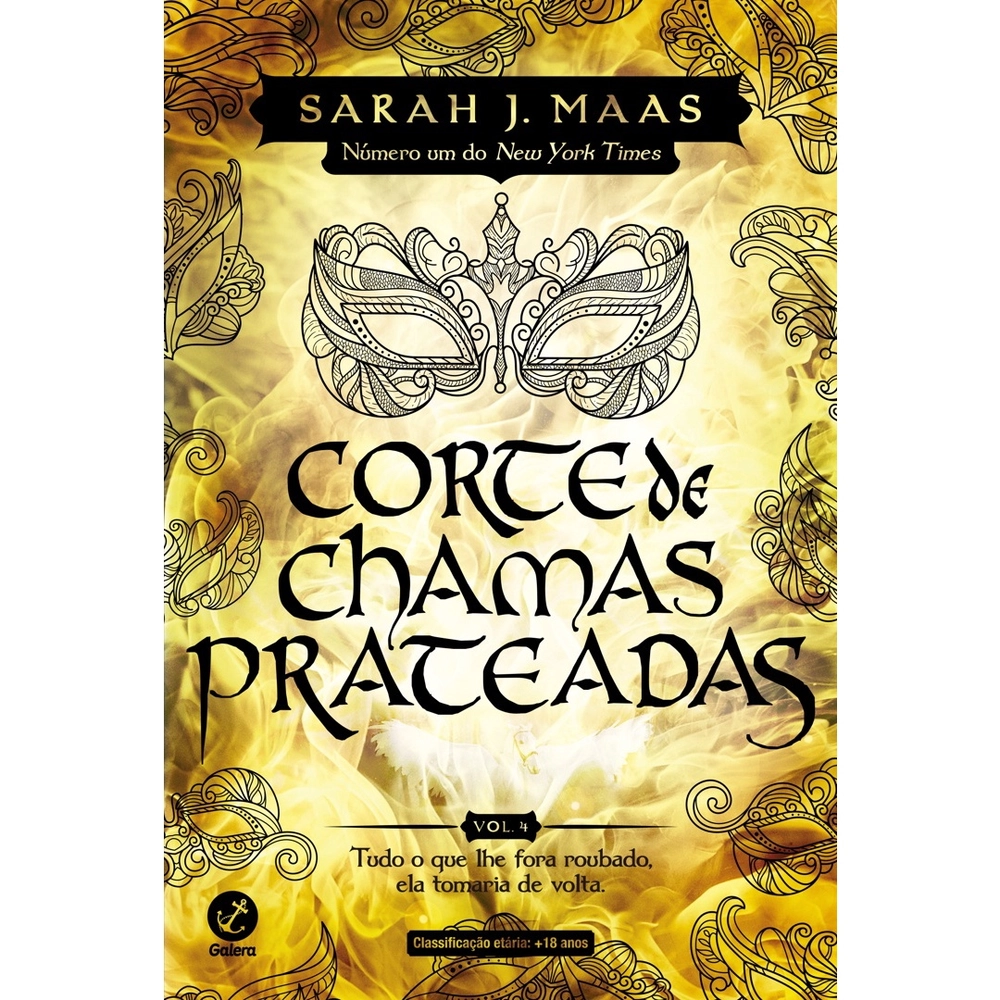 SARAH J. MAAS
Número um do New York Times
CORTE de
CHAMAS
PRATEADAS
VOL. 4
Tudo o que lhe fora roubado,
ela tomaria de volta.
Galera
Classificação etária: +18 anos